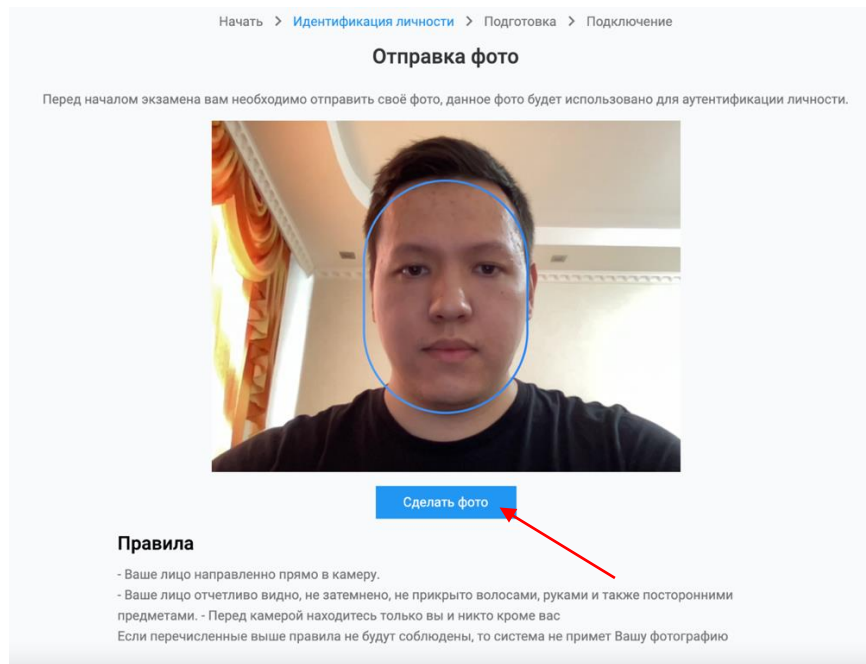 Начать > Идентификация личности > Подготовка > Подключение
Отправка фото
Перед началом экзамена вам необходимо отправить своё фото, данное фото будет использовано для аутентификации личности.
Сделать фото
Правила
- Ваше лицо направленно прямо в камеру.
- Ваше лицо отчетливо видно, не затемнено, не прикрыто волосами, руками и также посторонними
предметами. - Перед камерой находитесь только вы и никто кроме вас
Если перечисленные выше правила не будут соблюдены, то система не примет Вашу фотографию